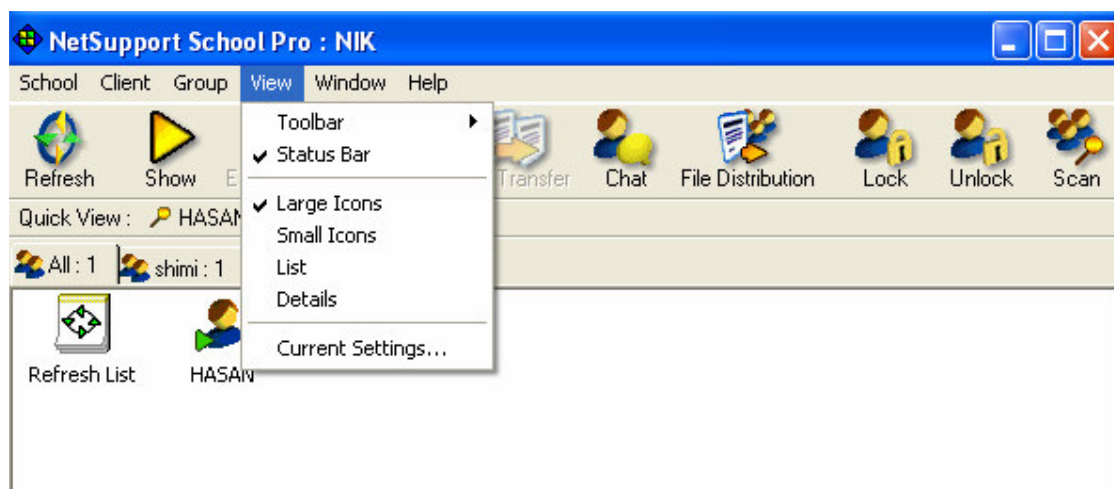 NetSupport School Pro : NIK
School Client Group View Window Help
Toolbar
Status Bar
Large Icons
Small Icons
List
Details
Current Settings...
Refresh Show Transfer Chat File Distribution Lock Unlock Scan
Quick View : HASAN
All : 1 shimi : 1
Refresh List HASAN